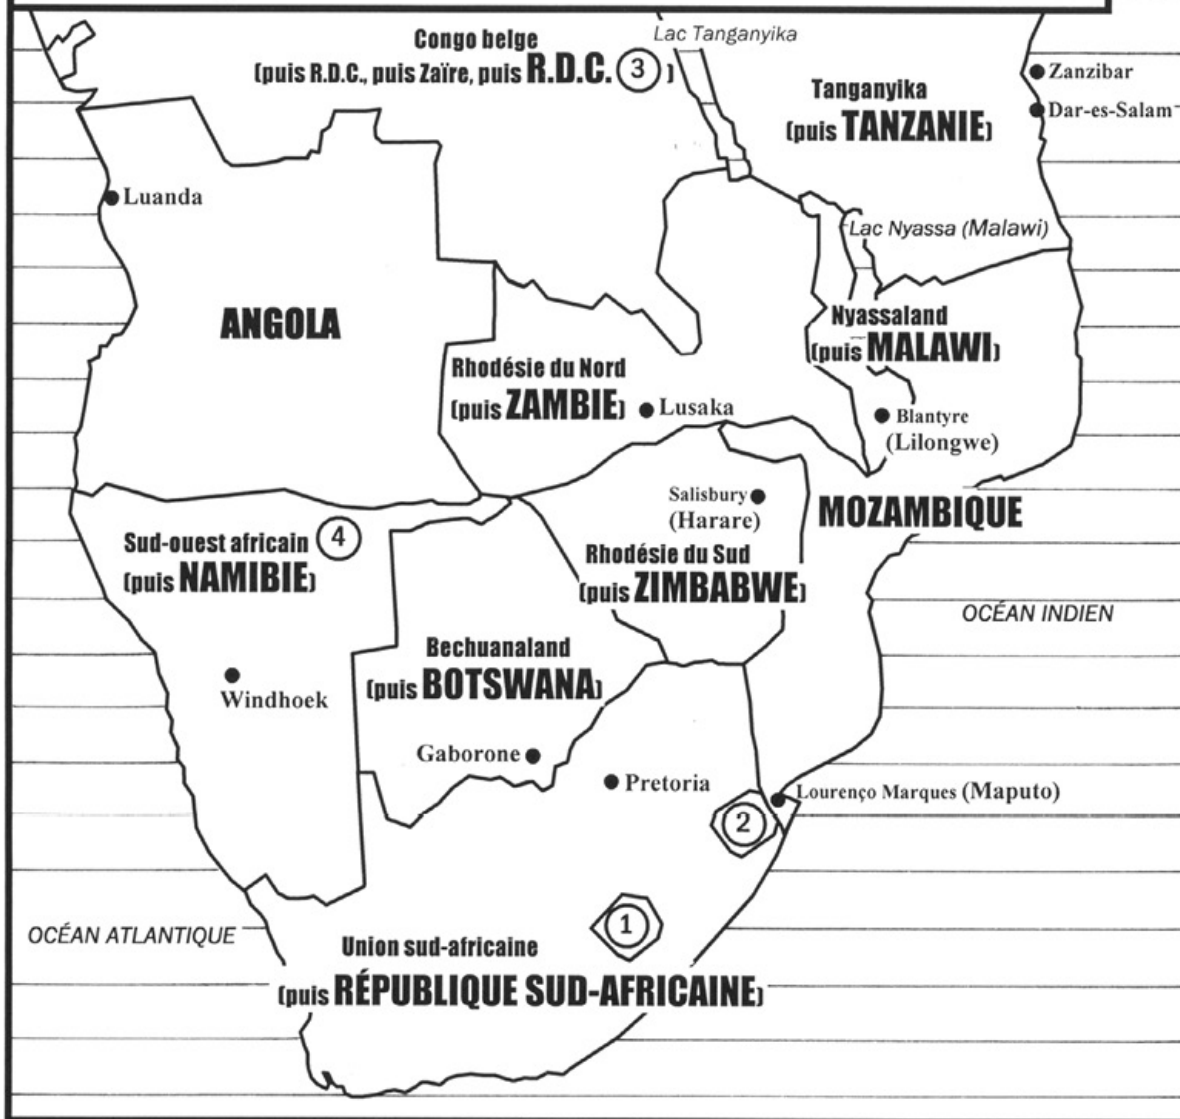 Congo belge
(puis R.D.C., puis Zaïre, puis R.D.C. 3 )
Lac Tanganyika
Tanganyika
(puis TANZANIE)
Zanzibar
Dar-es-Salam
Luanda
Lac Nyassa (Malawi)
ANGOLA
Nyassaland
(puis MALAWI)
Rhodésie du Nord
(puis ZAMBIE)
Lusaka
Blantyre
(Lilongwe)
Salisbury
(Harare)
MOZAMBIQUE
Sud-ouest africain 4
(puis NAMIBIE)
Rhodésie du Sud
(puis ZIMBABWE)
OCÉAN INDIEN
Bechuanaland
(puis BOTSWANA)
Windhoek
Gaborone
Pretoria
Lourenço Marques (Maputo)
2
1
OCÉAN ATLANTIQUE
Union sud-africaine
(puis RÉPUBLIQUE SUD-AFRICAINE)